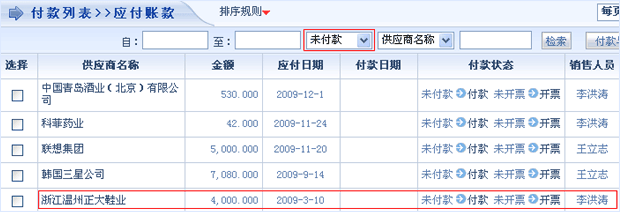 付款列表>>应付账款 排序规则 每页
自： 至： 未付款 供应商名称 检索 付款
选择 供应商名称 金额 应付日期 付款日期 付款状态 销售人员
中国青岛酒业（北京）有限公
司 530.000 2009-12-1 未付款 付款 未开票 开票 李洪涛
科菲药业 42.000 2009-11-24 未付款 付款 未开票 开票 李洪涛
联想集团 5,000.000 2009-11-20 未付款 付款 未开票 开票 王立志
韩国三星公司 7,080.000 2009-9-14 未付款 付款 未开票 开票 王立志
浙江温州正大鞋业 4,000.000 2009-3-10 未付款 付款 未开票 开票 李洪涛